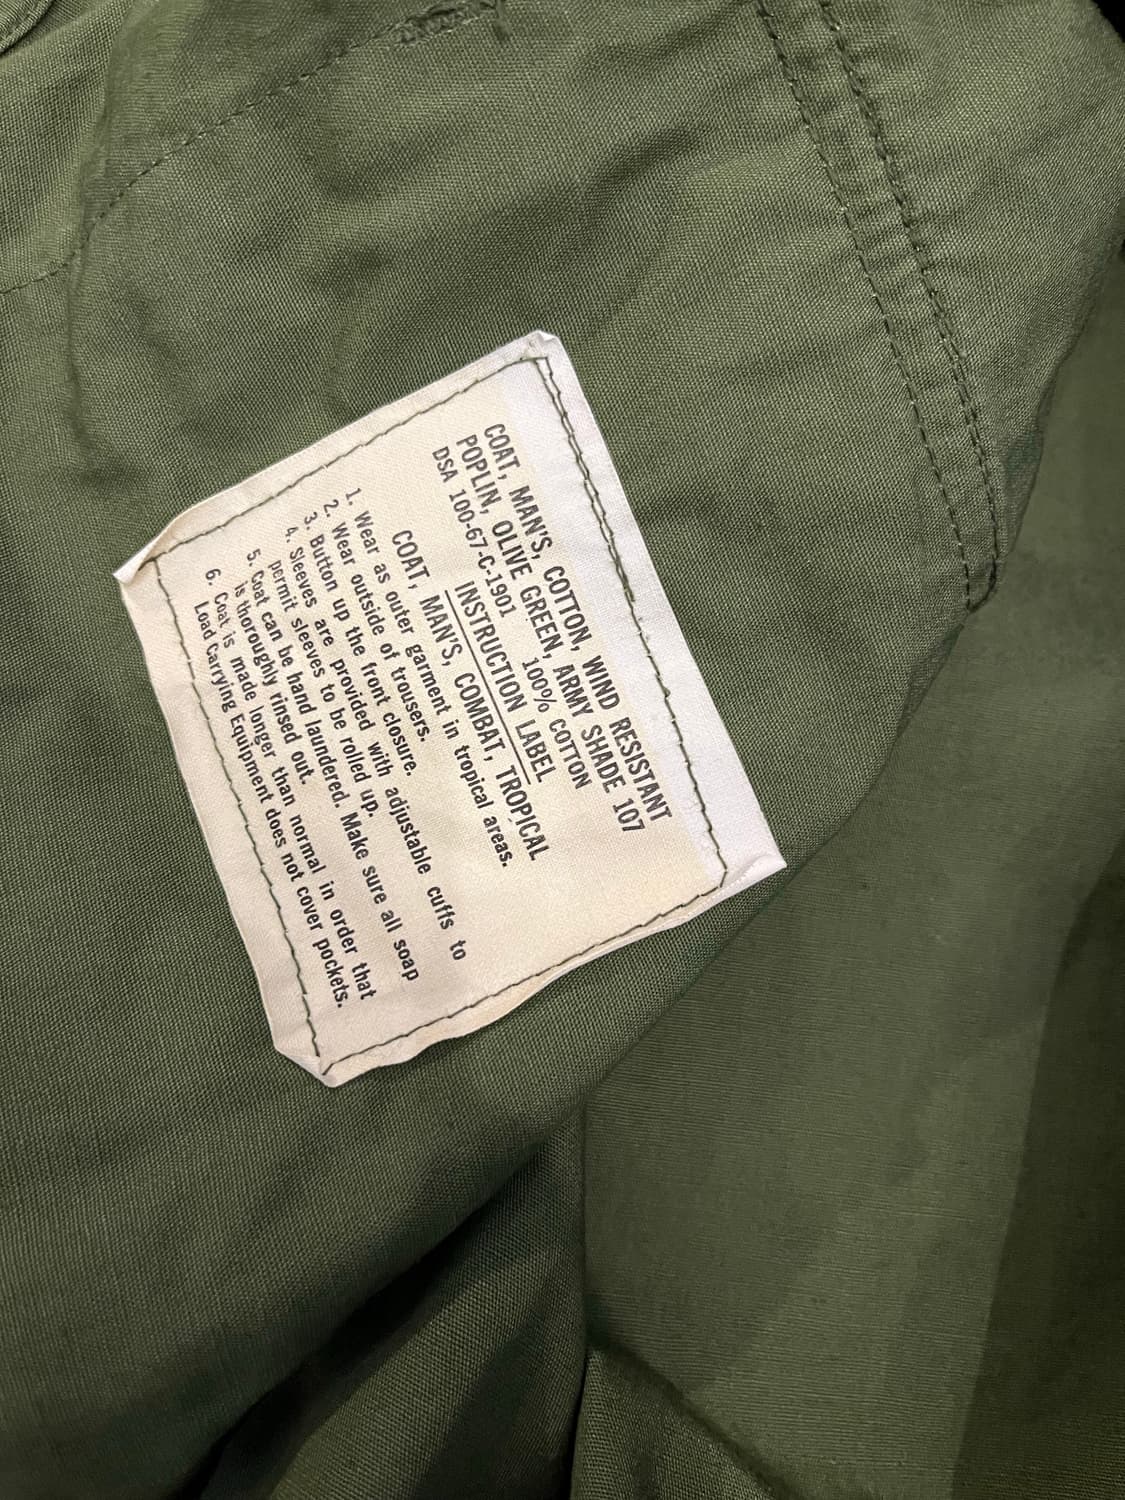 COAT, MAN'S, COTTON, WIND RESISTANT
POPLIN, OLIVE GREEN, ARMY SHADE 107
DSA 100-67-C-1901 100% COTTON
INSTRUCTION LABEL
COAT, MAN'S, COMBAT, TROPICAL
1. Wear as outer garment in tropical areas.
2. Wear outside of trousers.
3. Button up the front closure.
4. Sleeves are provided with adjustable cuffs to
permit sleeves to be rolled up.
5. Coat can be hand laundered. Make sure all soap
is thoroughly rinsed out.
6. Coat is made longer than normal in order that
Load Carrying Equipment does not cover pockets.